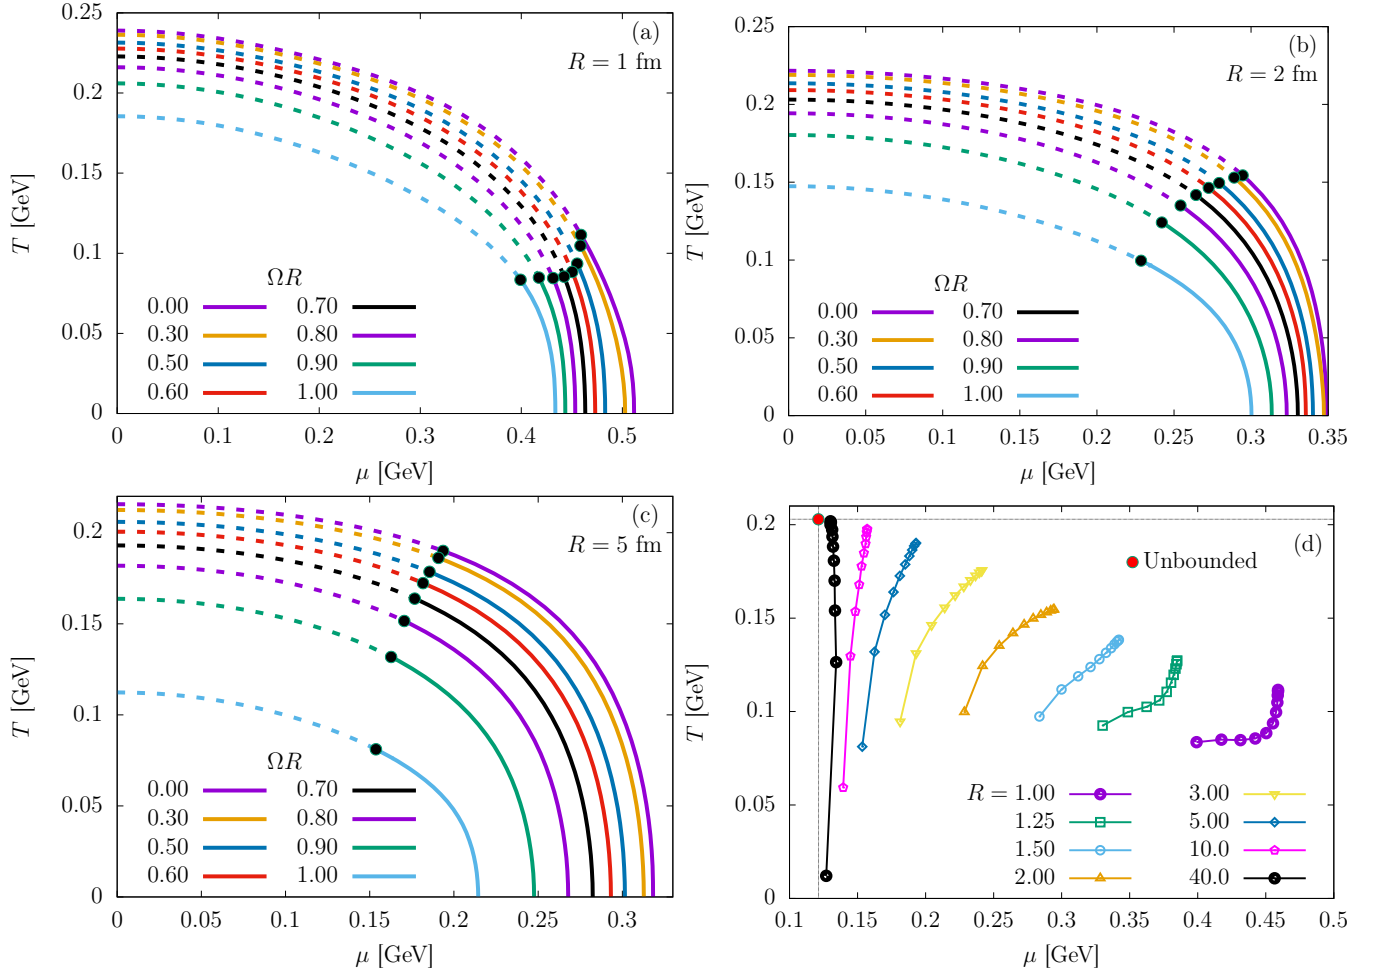 (a)
R = 1 fm
T [GeV]
0.25
0.2
0.15
0.1
0.05
0
ΩR
0.00 0.70
0.30 0.80
0.50 0.90
0.60 1.00
0 0.1 0.2 0.3 0.4 0.5
μ [GeV]
(b)
R = 2 fm
T [GeV]
0.25
0.2
0.15
0.1
0.05
0
ΩR
0.00 0.70
0.30 0.80
0.50 0.90
0.60 1.00
0 0.05 0.1 0.15 0.2 0.25 0.3 0.35
μ [GeV]
(c)
R = 5 fm
T [GeV]
0.2
0.15
0.1
0.05
0
ΩR
0.00 0.70
0.30 0.80
0.50 0.90
0.60 1.00
0 0.05 0.1 0.15 0.2 0.25 0.3
μ [GeV]
(d)
Unbounded
T [GeV]
0.2
0.15
0.1
0.05
0
R = 1.00 3.00
1.25 5.00
1.50 10.0
2.00 40.0
0.1 0.15 0.2 0.25 0.3 0.35 0.4 0.45 0.5
μ [GeV]